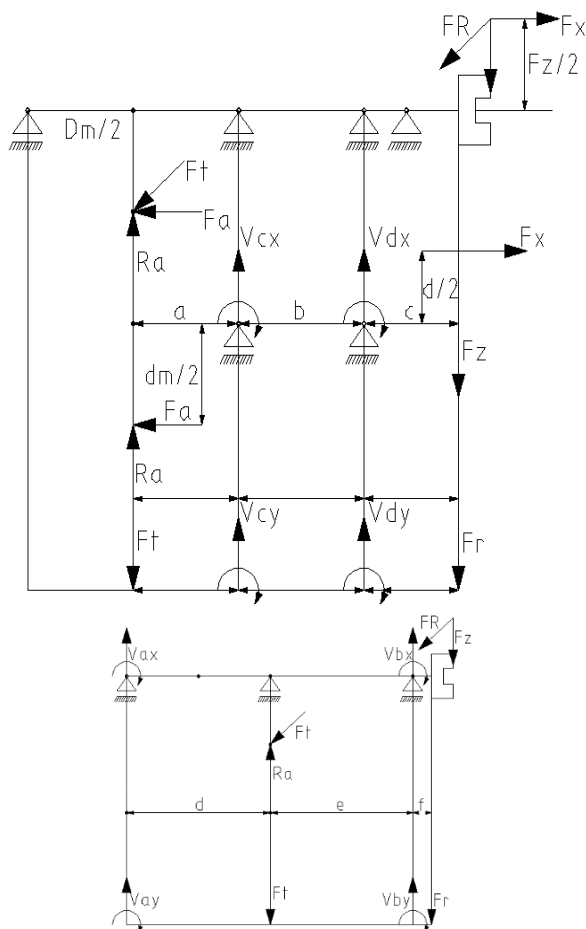 FR Fx
Fz/2
Dm/2
Ft
Fa
Vcx Vdx Fx
Ra
d/2
a b c
dm/2
Fz
Fa
Ra
Vcy Vdy
Ft Fr
FR
Fz
Vax Vbx
Ft
Ra
d e f
Ft
Vay Vby Fr